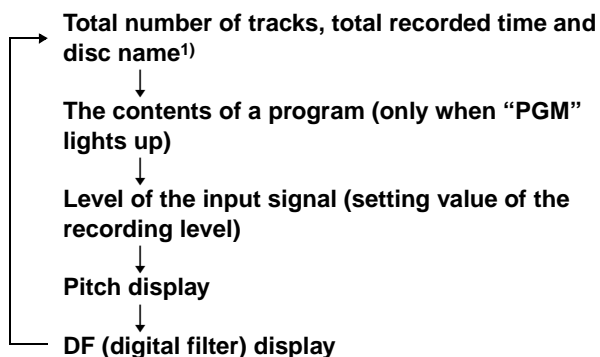 Total number of tracks, total recorded time and
disc name1)
The contents of a program (only when “PGM”
lights up)
Level of the input signal (setting value of the
recording level)
Pitch display
DF (digital filter) display